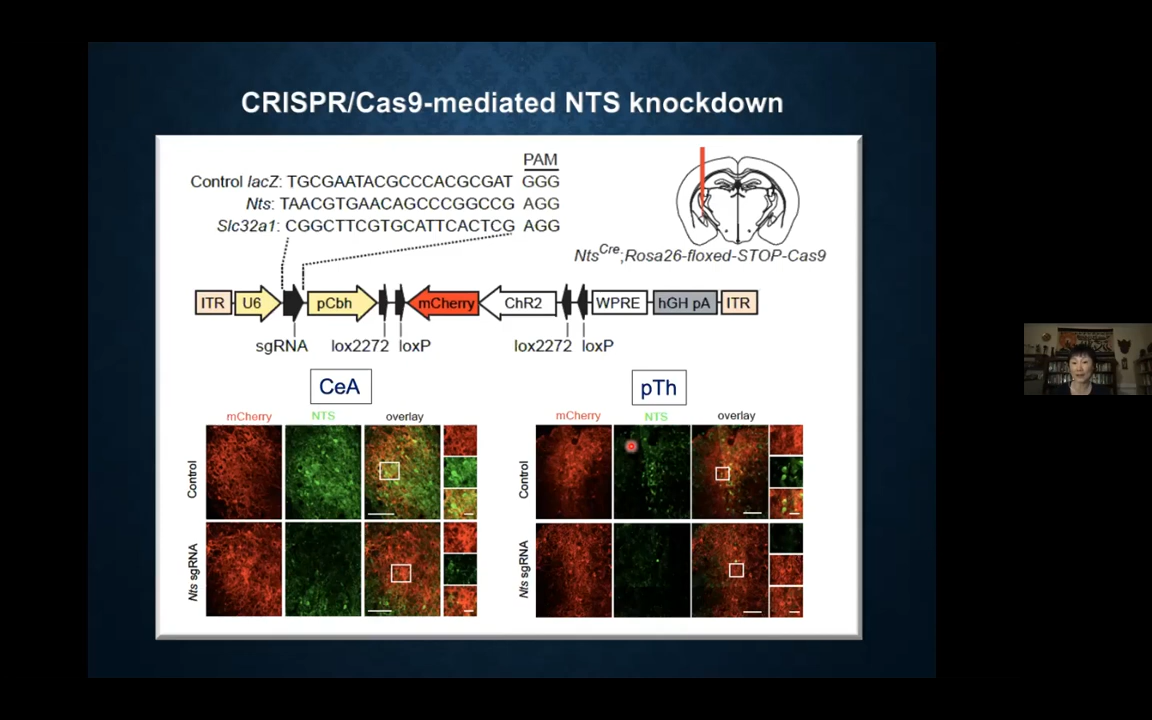 CRISPR/Cas9-mediated NTS knockdown
PAM
Control lacZ: TGCGAATACGCCCACGCGAT GGG
Nts: TAACGTGAACAGCCCGGCCG AGG
Slc32a1: CGGCTTCGTGCATTCACTCG AGG
NtsCre;Rosa26-floxed-STOP-Cas9
ITR U6 pCbh mCherry ChR2 WPRE hGH pA ITR
sgRNA lox2272 loxP lox2272 loxP
CeA
mCherry NTS overlay
Control
Nts sgRNA
pTh
mCherry NTS overlay
Control
Nts sgRNA